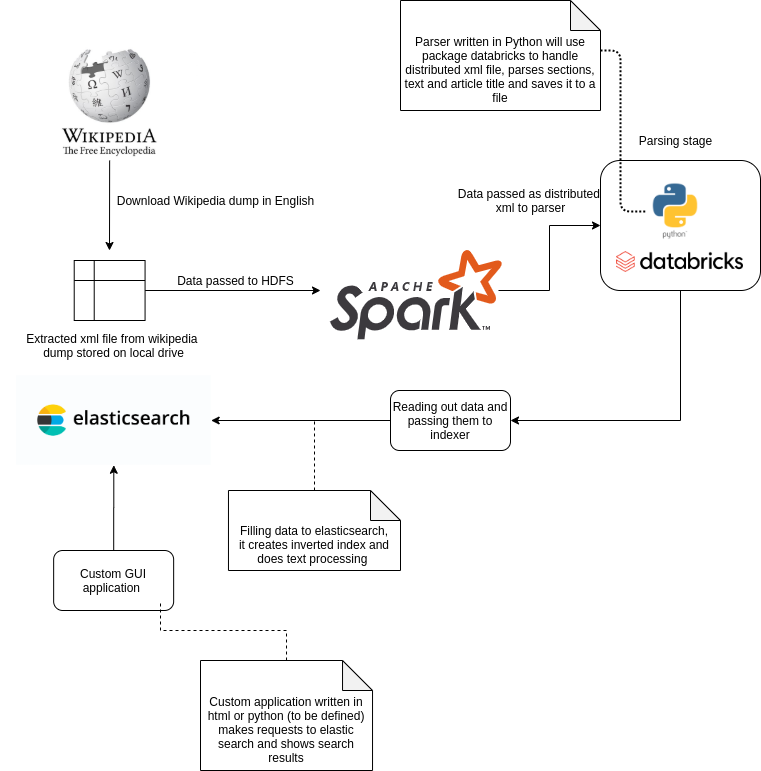 Parser written in Python will use
package databricks to handle
distributed xml file, parses sections,
text and article title and saves it to a
file
Ω
W
И
維
WIKIPEDIA
The Free Encyclopedia
Parsing stage
Download Wikipedia dump in English
Data passed as distributed
xml to parser
python
databricks
Data passed to HDFS
APACHE
Spark
TM
Extracted xml file from wikipedia
dump stored on local drive
elasticsearch
Reading out data and
passing them to
indexer
Filling data to elasticsearch,
it creates inverted index and
does text processing
Custom GUI
application
Custom application written in
html or python (to be defined)
makes requests to elastic
search and shows search
results